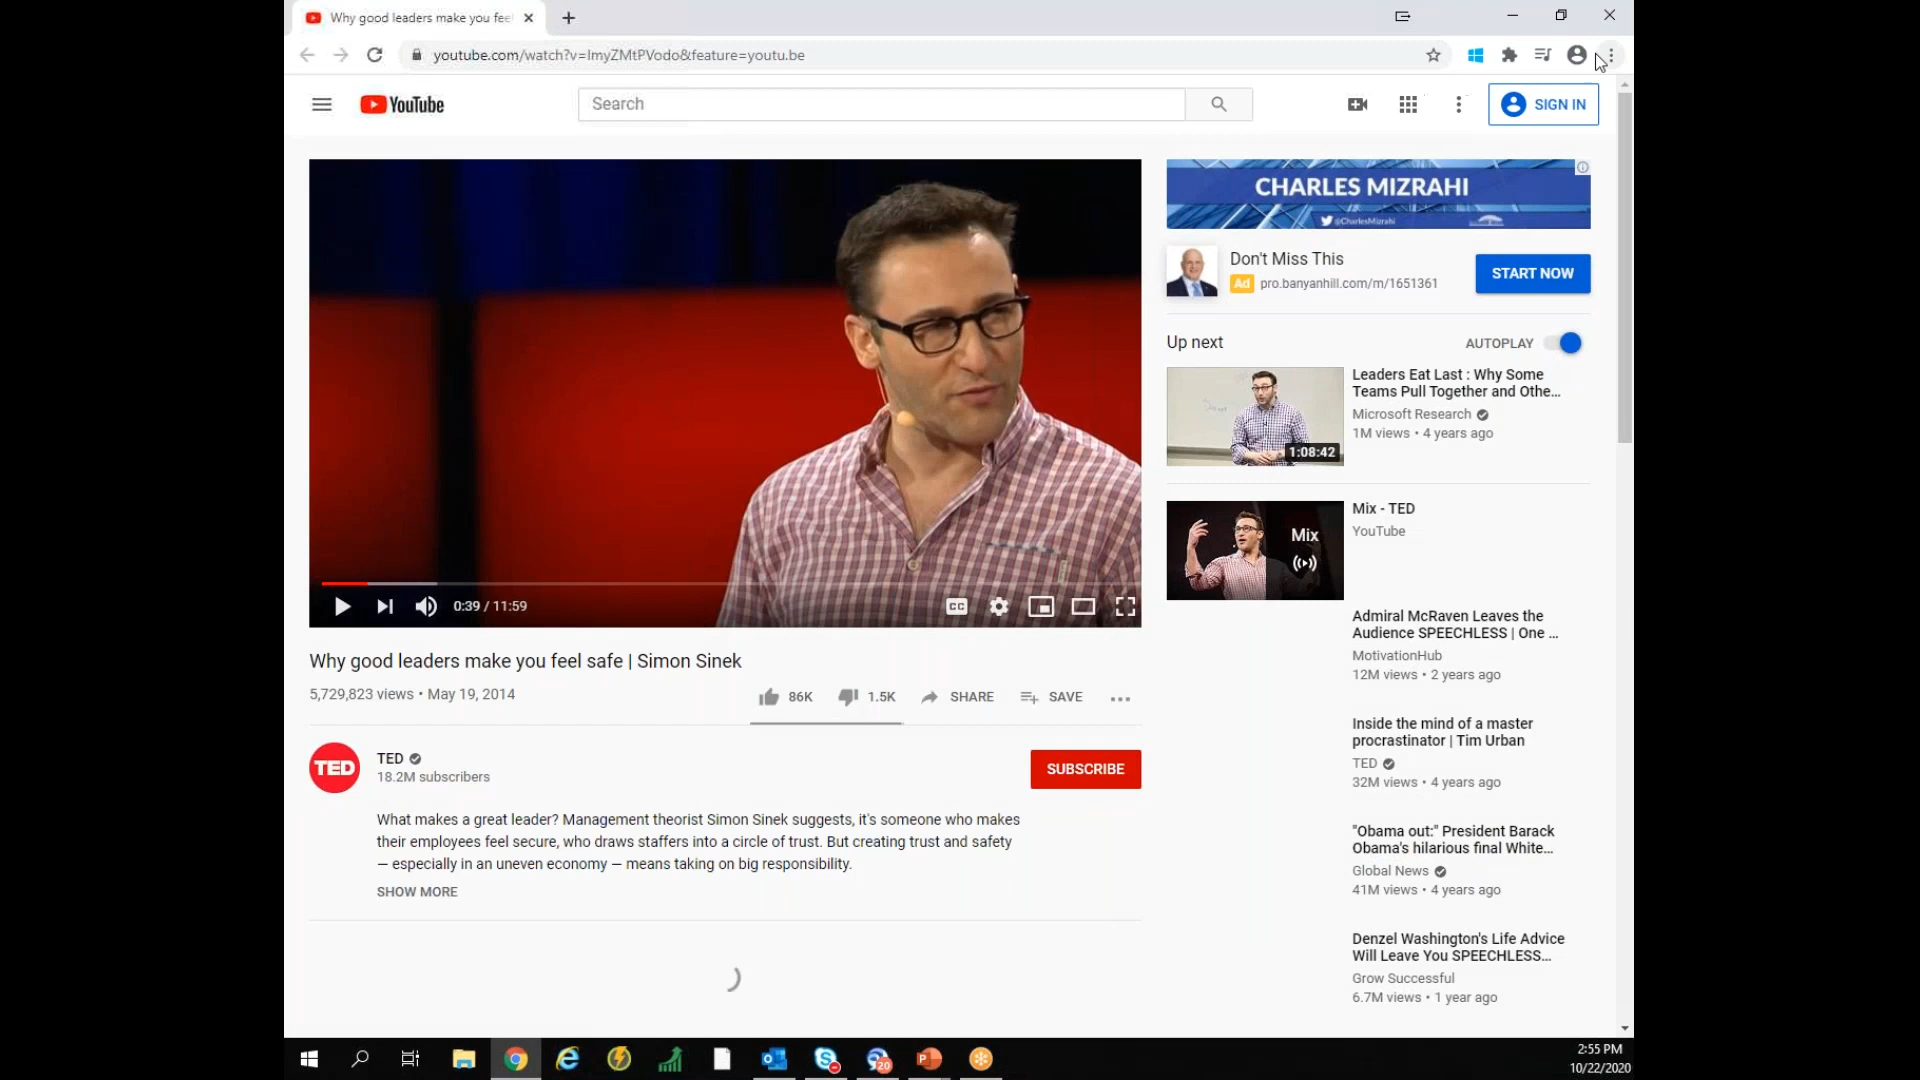 Why good leaders make you fee
youtube.com/watch?v=ImyZMtPVodo&feature=youtu.be
YouTube
Search
SIGN IN
CHARLES MIZRAHI
@CharlesMizrahi
Don't Miss This
Ad pro.banyanhill.com/m/1651361
START NOW
Up next
AUTOPLAY
1:08:42
Leaders Eat Last : Why Some
Teams Pull Together and Othe...
Microsoft Research
1M views • 4 years ago
Mix
Mix - TED
YouTube
Admiral McRaven Leaves the
Audience SPEECHLESS | One ...
MotivationHub
12M views • 2 years ago
Inside the mind of a master
procrastinator | Tim Urban
TED
32M views • 4 years ago
"Obama out:" President Barack
Obama's hilarious final White...
Global News
41M views • 4 years ago
Denzel Washington's Life Advice
Will Leave You SPEECHLESS...
Grow Successful
6.7M views • 1 year ago
0:39 / 11:59
CC
Why good leaders make you feel safe | Simon Sinek
5,729,823 views • May 19, 2014
86K 1.5K SHARE SAVE
TED
TED
18.2M subscribers
SUBSCRIBE
What makes a great leader? Management theorist Simon Sinek suggests, it's someone who makes
their employees feel secure, who draws staffers into a circle of trust. But creating trust and safety
— especially in an uneven economy — means taking on big responsibility.
SHOW MORE
20
2:55 PM
10/22/2020